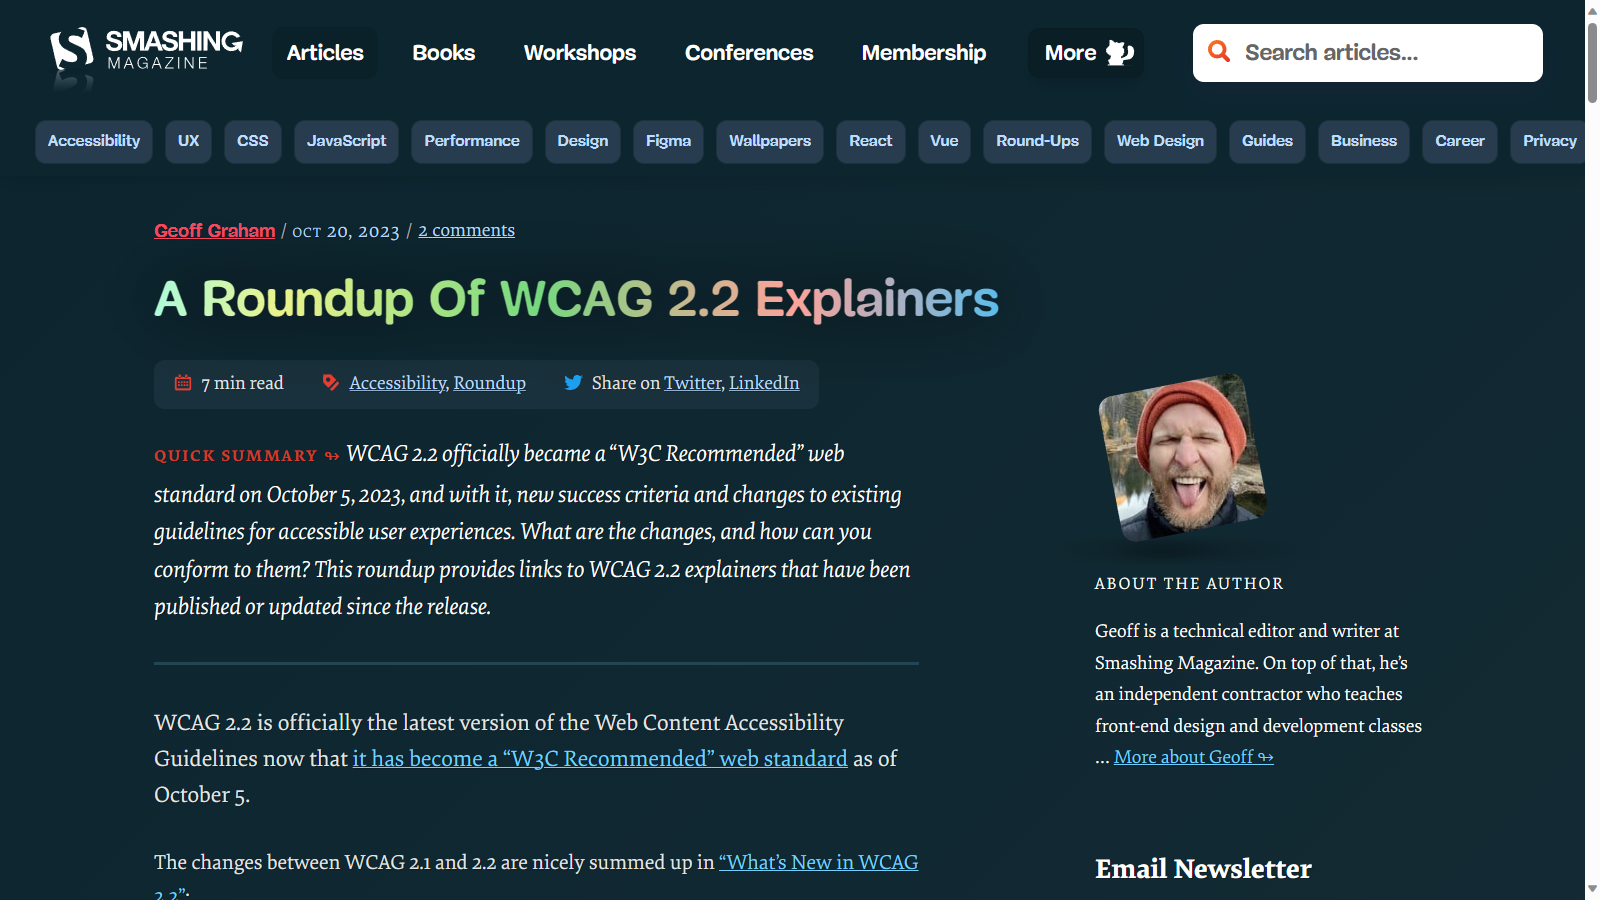 SMASHING
MAGAZINE
Articles
Books
Workshops
Conferences
Membership
More
Search articles...
Accessibility
UX
CSS
JavaScript
Performance
Design
Figma
Wallpapers
React
Vue
Round-Ups
Web Design
Guides
Business
Career
Privacy
Geoff Graham / OCT 20, 2023 / 2 comments
A Roundup Of WCAG 2.2 Explainers
7 min read
Accessibility, Roundup
Share on Twitter, LinkedIn
QUICK SUMMARY ↬ WCAG 2.2 officially became a “W3C Recommended” web
standard on October 5, 2023, and with it, new success criteria and changes to existing
guidelines for accessible user experiences. What are the changes, and how can you
conform to them? This roundup provides links to WCAG 2.2 explainers that have been
published or updated since the release.
WCAG 2.2 is officially the latest version of the Web Content Accessibility
Guidelines now that it has become a “W3C Recommended” web standard as of
October 5.
The changes between WCAG 2.1 and 2.2 are nicely summed up in “What’s New in WCAG
2.2”:
ABOUT THE AUTHOR
Geoff is a technical editor and writer at
Smashing Magazine. On top of that, he’s
an independent contractor who teaches
front-end design and development classes
... More about Geoff ↬
Email Newsletter